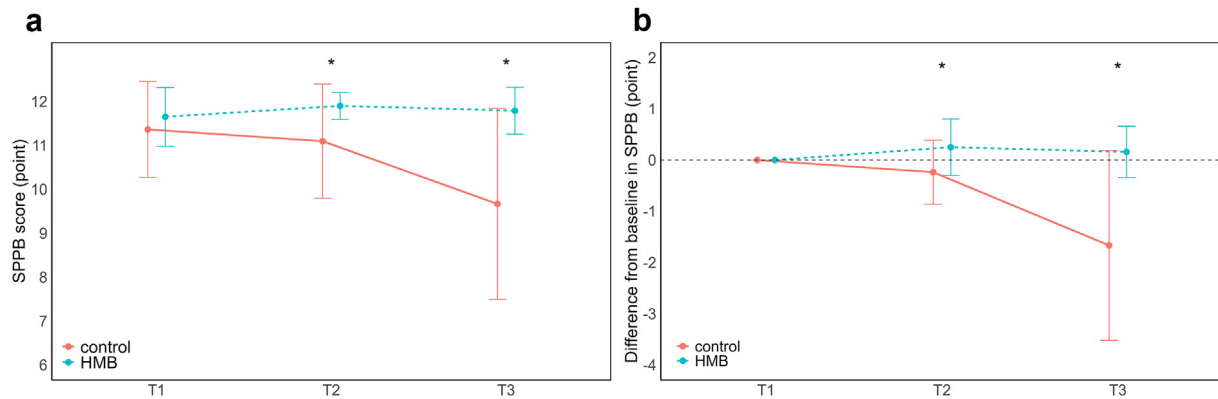 a
SPPB score (point)
12
11
10
9
8
7
6
*
*
control
HMB
T1
T2
T3
b
Difference from baseline in SPPB (point)
2
1
0
-1
-2
-3
-4
*
*
control
HMB
T1
T2
T3